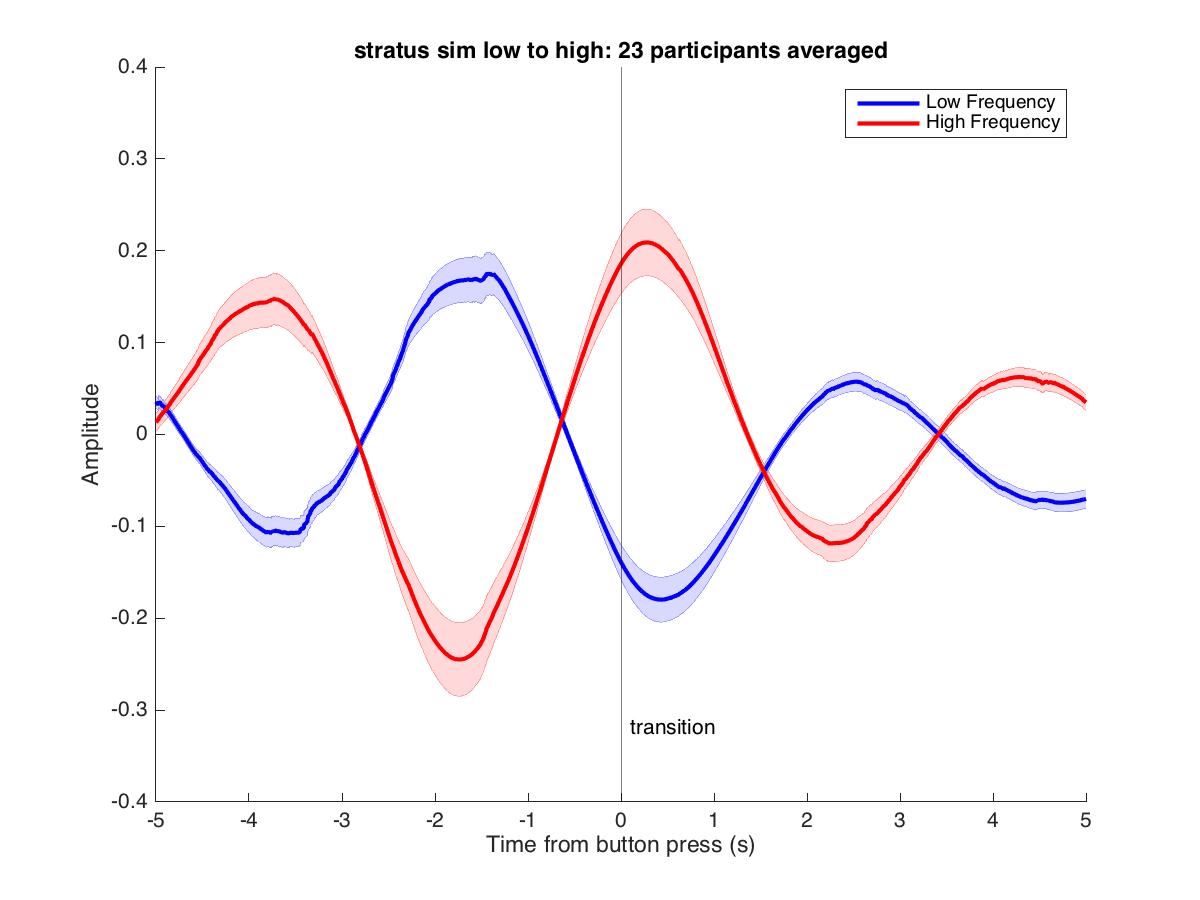 stratus sim low to high: 23 participants averaged
0.4
0.3
0.2
0.1
0
-0.1
-0.2
-0.3
-0.4
Amplitude
Low Frequency
High Frequency
transition
-5 -4 -3 -2 -1 0 1 2 3 4 5
Time from button press (s)